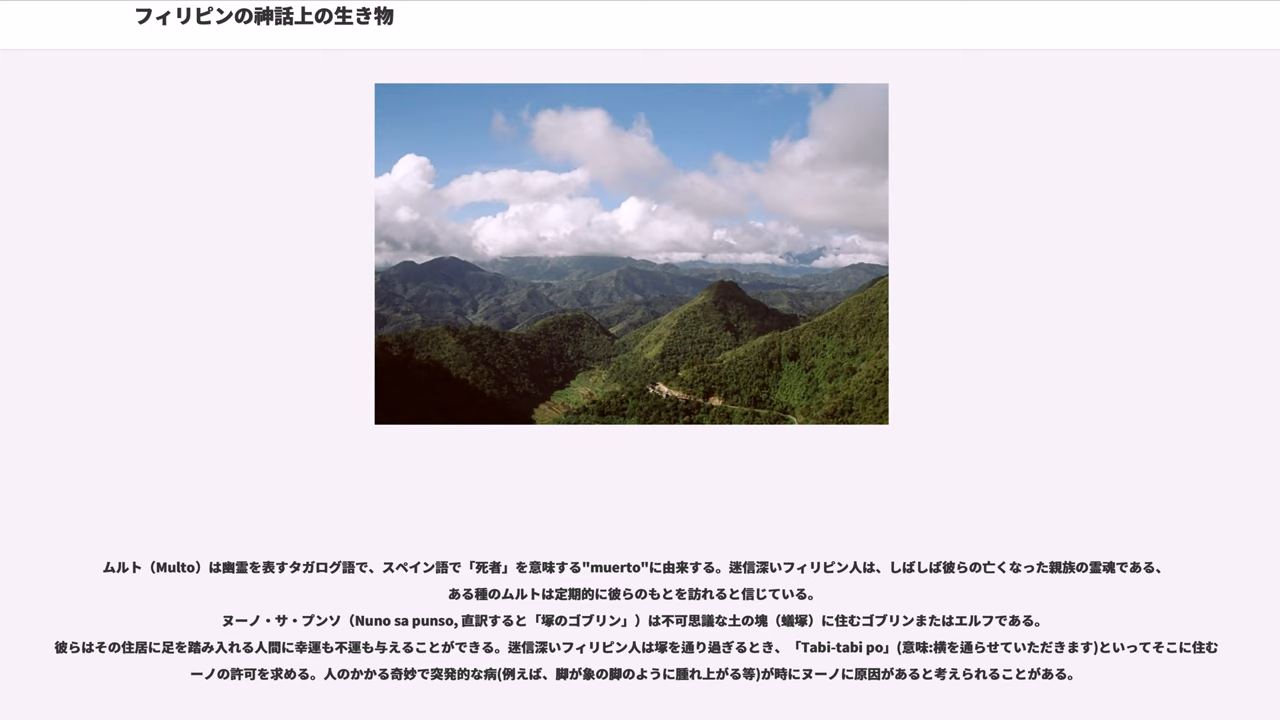 フィリピンの神話上の生き物
ムルト（Multo）は幽霊を表すタガログ語で、スペイン語で「死者」を意味する"muerto"に由来する。迷信深いフィリピン人は、しばしば彼らの亡くなった親族の霊魂である、
ある種のムルトは定期的に彼らのもとを訪れると信じている。
ヌーノ・サ・プンソ（Nuno sa punso, 直訳すると「塚のゴブリン」）は不可思議な土の塊（蟻塚）に住むゴブリンまたはエルフである。
彼らはその住居に足を踏み入れる人間に幸運も不運も与えることができる。迷信深いフィリピン人は塚を通り過ぎるとき、「Tabi-tabi po」(意味:横を通らせていただきます)といってそこに住む
ーノの許可を求める。人のかかる奇妙で突発的な病(例えば、脚が象の脚のように腫れ上がる等)が時にヌーノに原因があると考えられることがある。